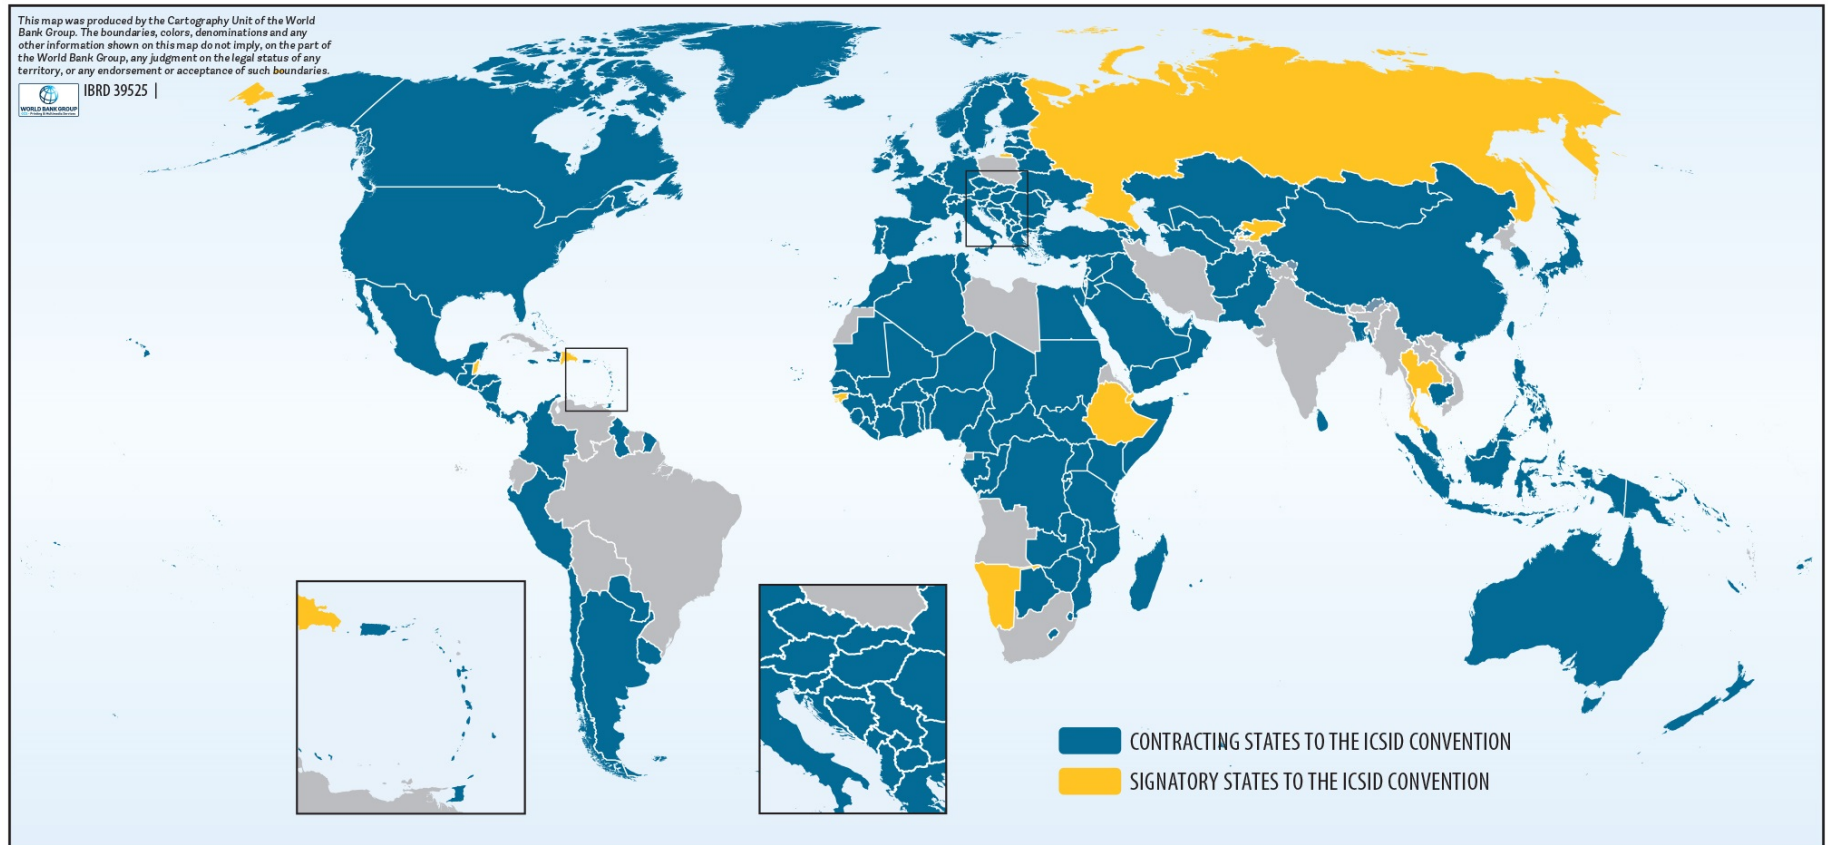 This map was produced by the Cartography Unit of the World
Bank Group. The boundaries, colors, denominations and any
other information shown on this map do not imply, on the part of
the World Bank Group, any judgment on the legal status of any
territory, or any endorsement or acceptance of such boundaries.
WORLD BANK GROUP
IBRD 39525 |
CONTRACTING STATES TO THE ICSID CONVENTION
SIGNATORY STATES TO THE ICSID CONVENTION